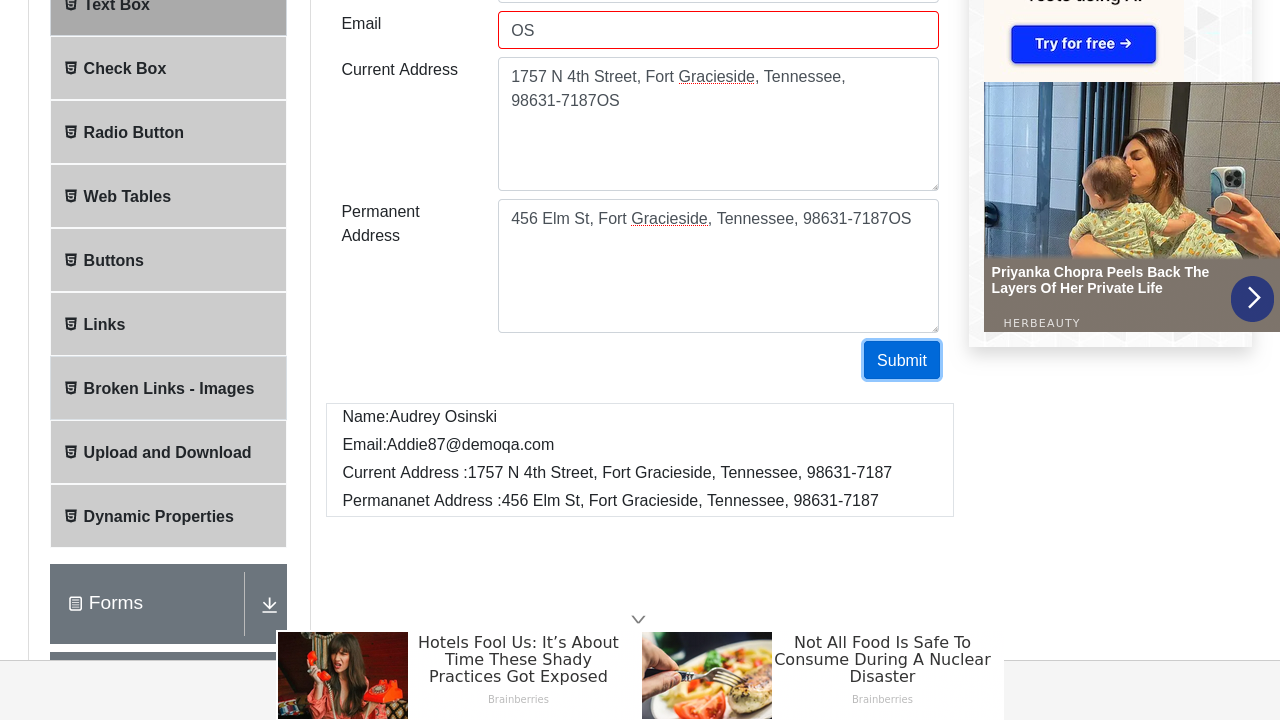 Text Box
Check Box
Radio Button
Web Tables
Buttons
Links
Broken Links - Images
Upload and Download
Dynamic Properties
Forms
Email
OS
Current Address
1757 N 4th Street, Fort Gracieside, Tennessee,
98631-7187OS
Permanent
Address
456 Elm St, Fort Gracieside, Tennessee, 98631-7187OS
Submit
Name:Audrey Osinski
Email:Addie87@demoqa.com
Current Address :1757 N 4th Street, Fort Gracieside, Tennessee, 98631-7187
Permananet Address :456 Elm St, Fort Gracieside, Tennessee, 98631-7187
Try for free →
Priyanka Chopra Peels Back The
Layers Of Her Private Life
HERBEAUTY
Hotels Fool Us: It's About
Time These Shady
Practices Got Exposed
Brainberries
Not All Food Is Safe To
Consume During A Nuclear
Disaster
Brainberries